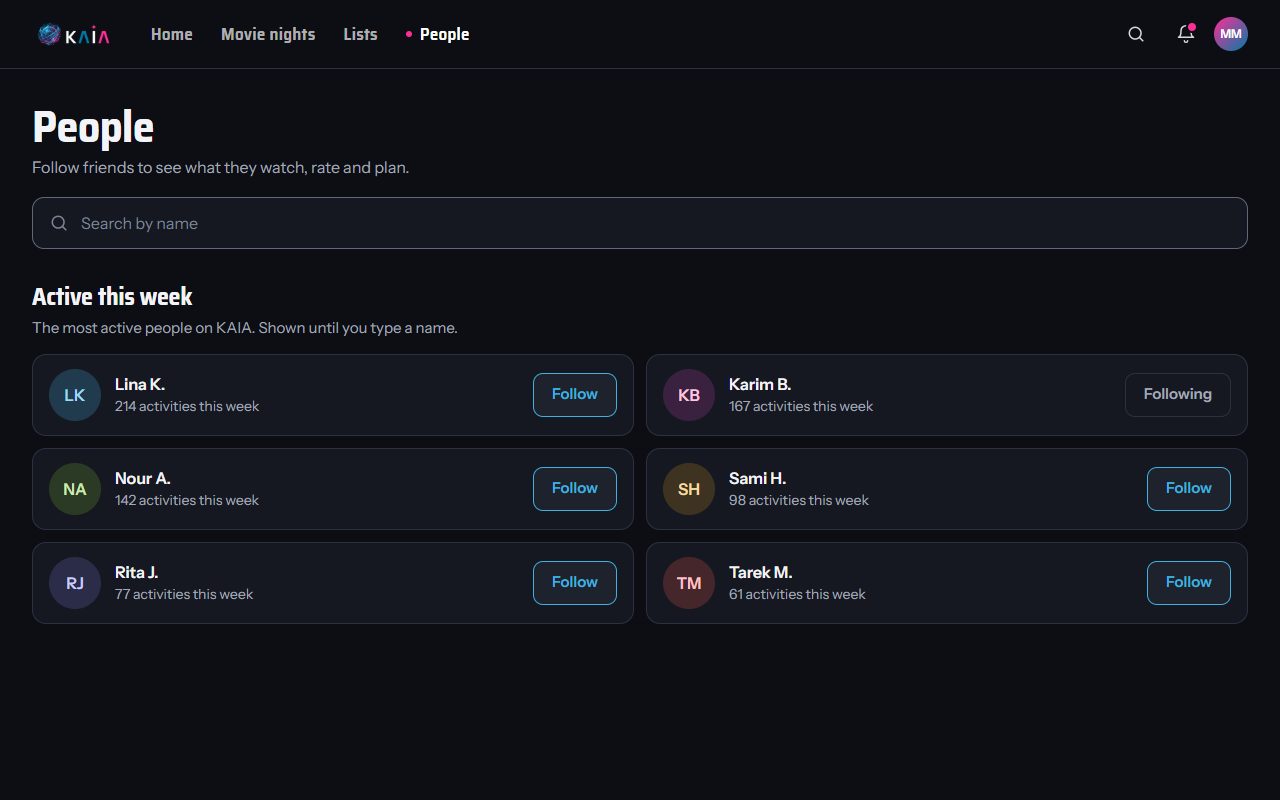 KAIA Home Movie nights Lists People MM
People
Follow friends to see what they watch, rate and plan.
Search by name
Active this week
The most active people on KAIA. Shown until you type a name.
LK Lina K. Follow
214 activities this week
KB Karim B. Following
167 activities this week
NA Nour A. Follow
142 activities this week
SH Sami H. Follow
98 activities this week
RJ Rita J. Follow
77 activities this week
TM Tarek M. Follow
61 activities this week